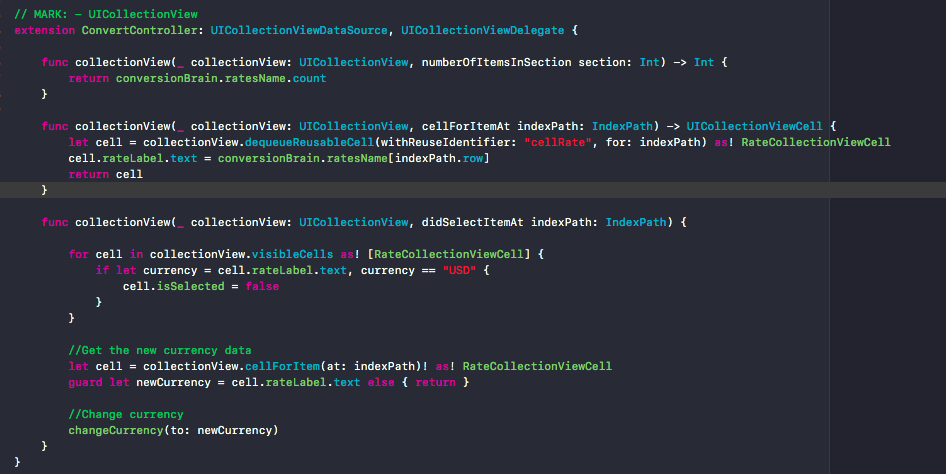 // MARK: - UICollectionView
extension ConvertController: UICollectionViewDataSource, UICollectionViewDelegate {
func collectionView(_ collectionView: UICollectionView, numberOfItemsInSection section: Int) -> Int {
return conversionBrain.ratesName.count
}
func collectionView(_ collectionView: UICollectionView, cellForItemAt indexPath: IndexPath) -> UICollectionViewCell {
let cell = collectionView.dequeueReusableCell(withReuseIdentifier: "cellRate", for: indexPath) as! RateCollectionViewCell
cell.rateLabel.text = conversionBrain.ratesName[indexPath.row]
return cell
}
func collectionView(_ collectionView: UICollectionView, didSelectItemAt indexPath: IndexPath) {
for cell in collectionView.visibleCells as! [RateCollectionViewCell] {
if let currency = cell.rateLabel.text, currency == "USD" {
cell.isSelected = false
}
}
//Get the new currency data
let cell = collectionView.cellForItem(at: indexPath)! as! RateCollectionViewCell
guard let newCurrency = cell.rateLabel.text else { return }
//Change currency
changeCurrency(to: newCurrency)
}
}